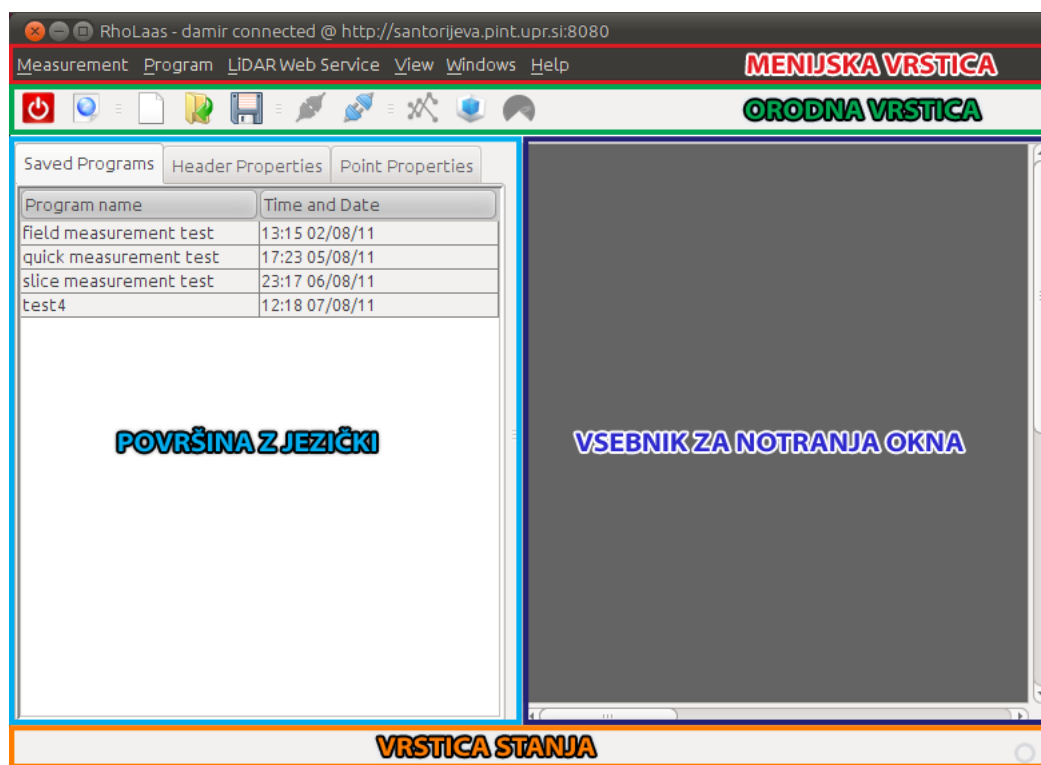 RhoLaas - damir connected @ http://santorijeva.pint.upr.si:8080
Measurement Program LiDAR Web Service View Windows Help MENIJSKA VRSTICA
ORODNA VRSTICA
Saved Programs Header Properties Point Properties
Program name Time and Date
field measurement test 13:15 02/08/11
quick measurement test 17:23 05/08/11
slice measurement test 23:17 06/08/11
test4 12:18 07/08/11
POVRŠINA Z JEZIČKI
VSEBNIK ZA NOTRANJA OKNA
VRSTICA STANJA